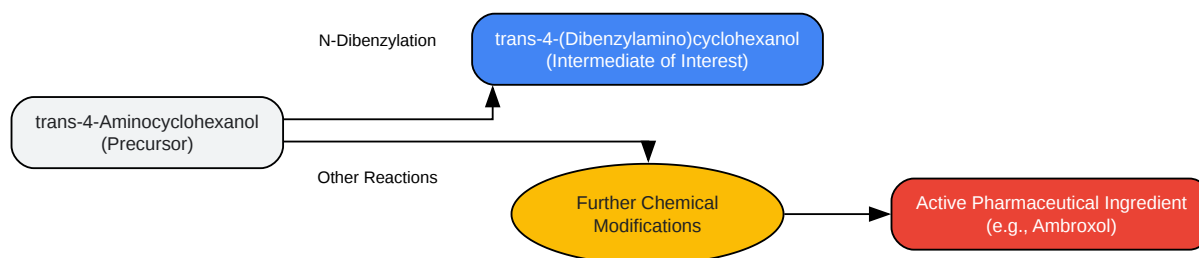 N-Dibenzylation
trans-4-(Dibenzylamino)cyclohexanol
(Intermediate of Interest)
trans-4-Aminocyclohexanol
(Precursor)
Other Reactions
Further Chemical
Modifications
Active Pharmaceutical Ingredient
(e.g., Ambroxol)